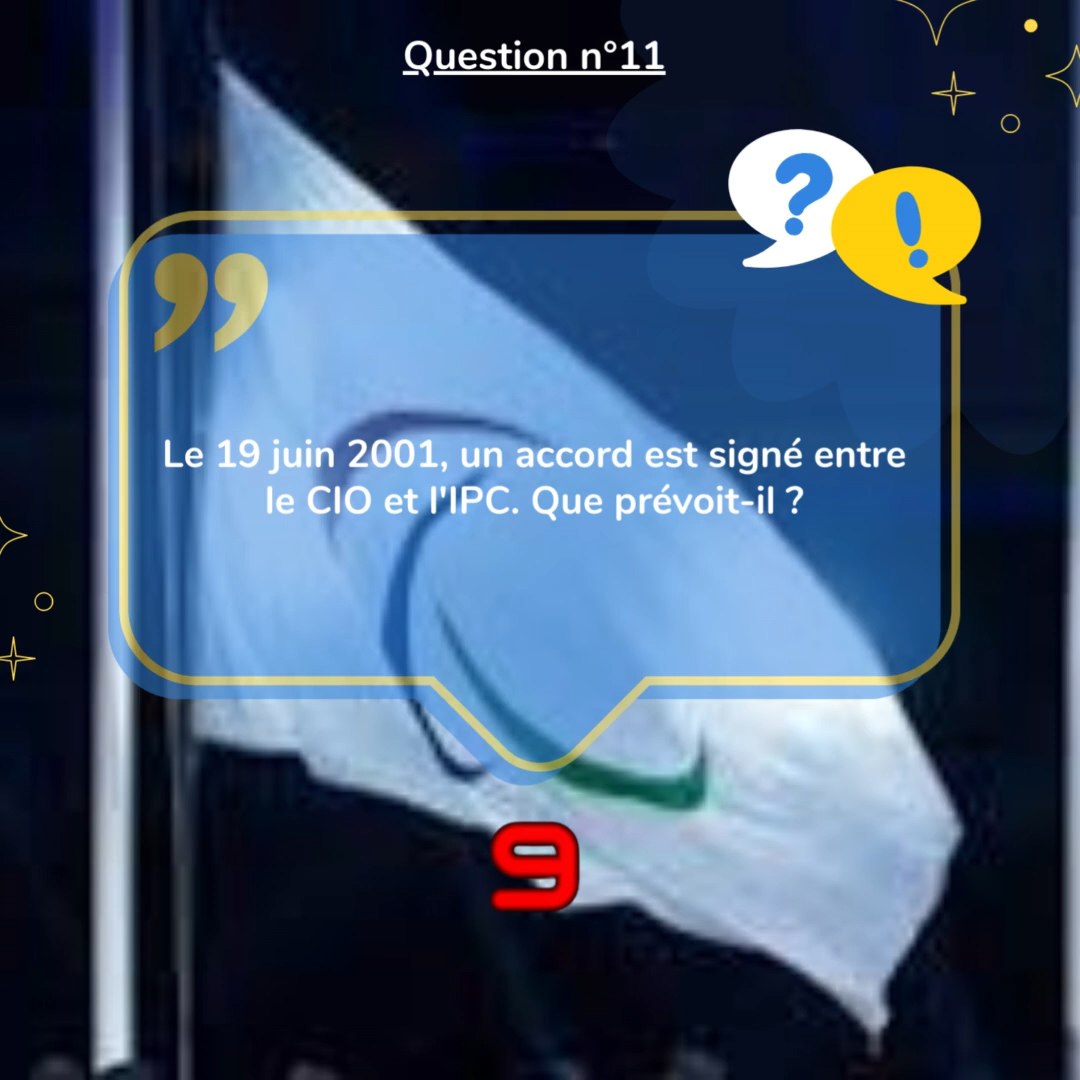 Question n°11
?
!
”
Le 19 juin 2001, un accord est signé entre
le CIO et l'IPC. Que prévoit-il ?
9